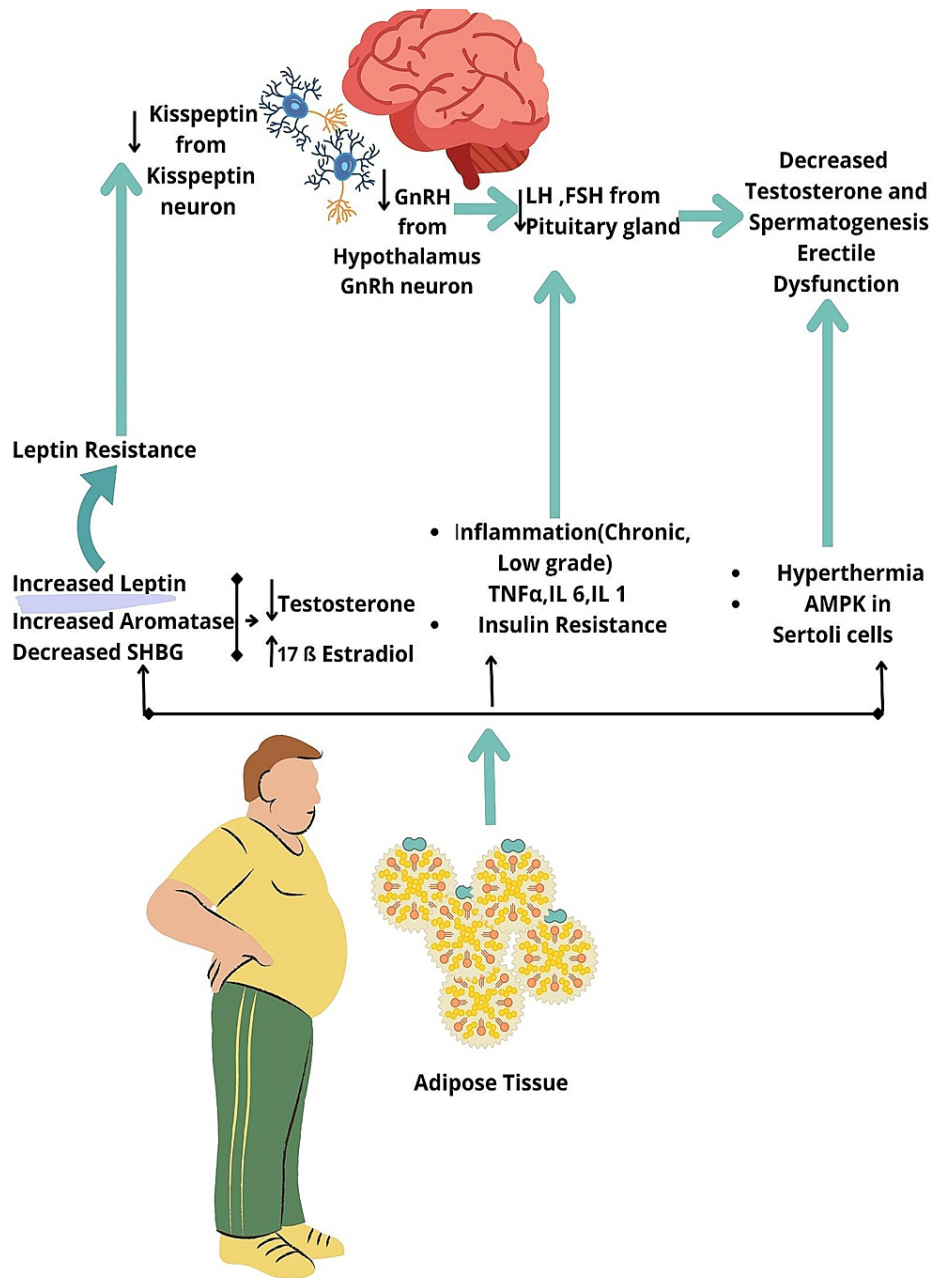 Kisspeptin
from
Kisspeptin
neuron
GnRH
from
Hypothalamus
GnRh neuron
LH ,FSH from
Pituitary gland
Decreased
Testosterone and
Spermatogenesis
Erectile
Dysfunction
Leptin Resistance
Increased Leptin
Increased Aromatase
Decreased SHBG
Testosterone
17 ß Estradiol
• Inflammation(Chronic,
Low grade)
TNFα,IL 6,IL 1
• Insulin Resistance
• Hyperthermia
• AMPK in
Sertoli cells
Adipose Tissue